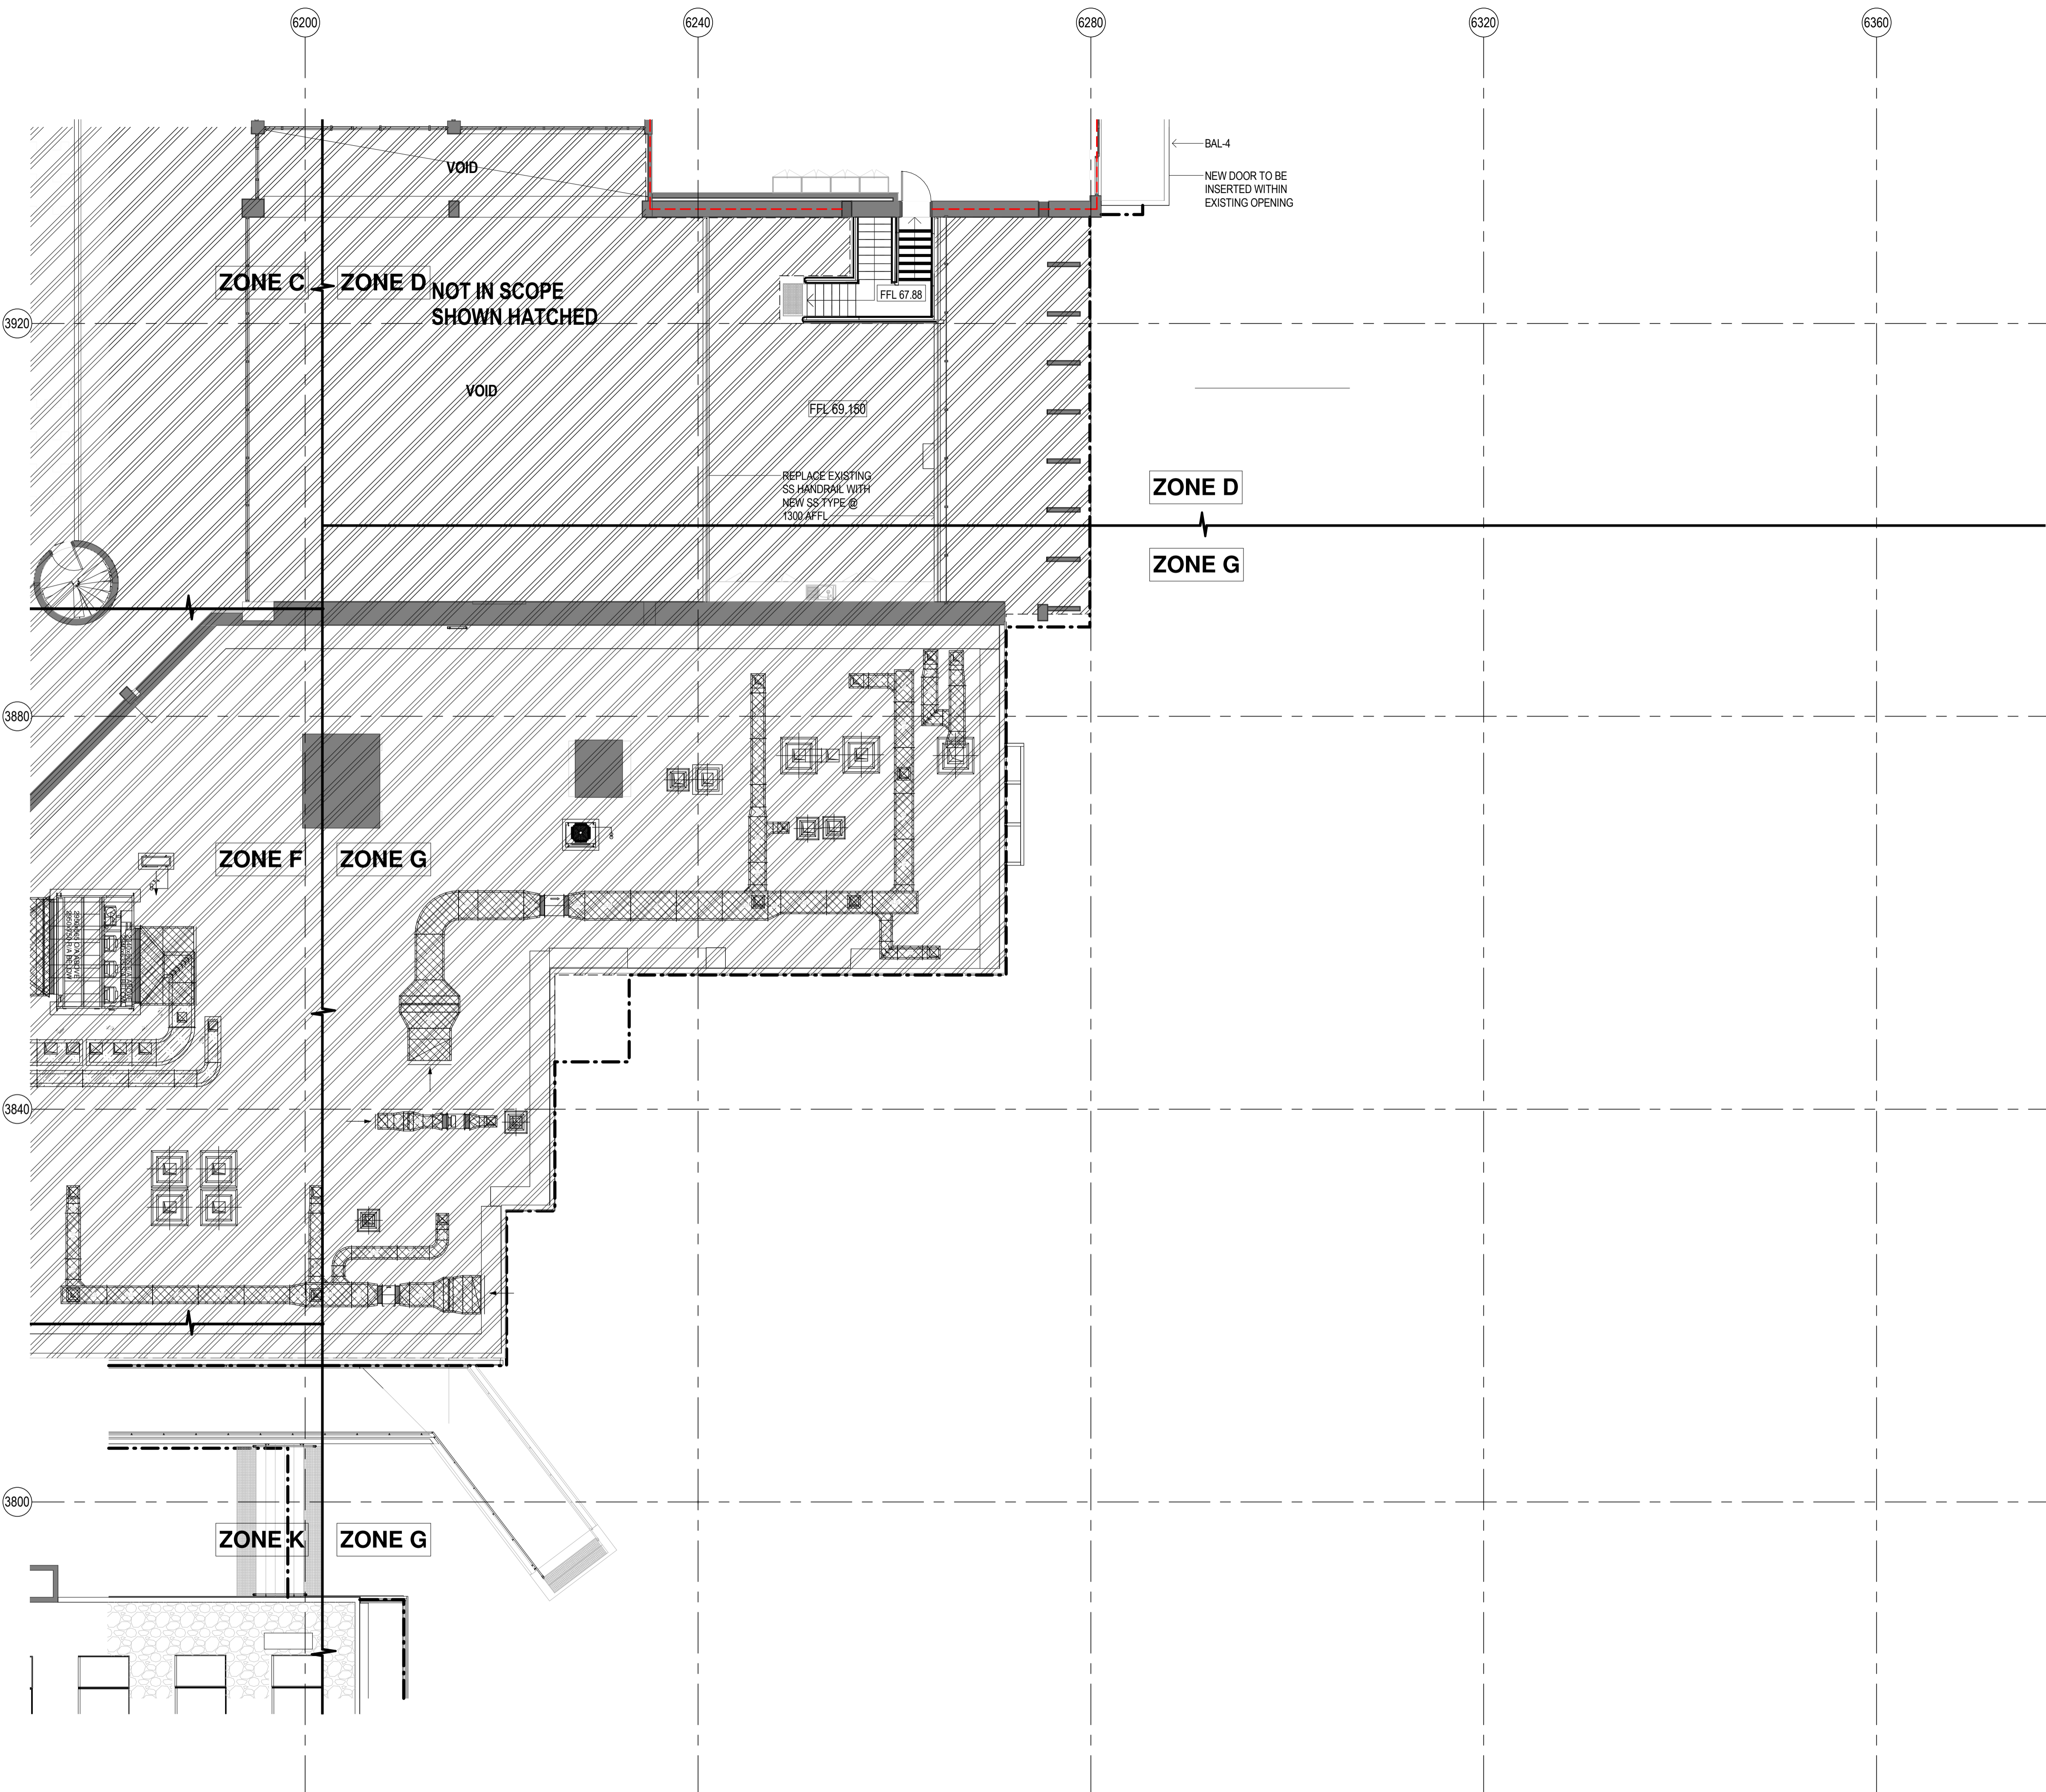 6200
6240
6280
6320
6360
BAL-4
VOID
NEW DOOR TO BE
INSERTED WITHIN
EXISTING OPENING
ZONE C
ZONE D
NOT IN SCOPE
SHOWN HATCHED
FFL 67.88
3920
VOID
FFL 69.150
REPLACE EXISTING
SS HANDRAIL WITH
NEW SS TYPE @
1300 AFFL
ZONE D
ZONE G
3880
ZONE F
ZONE G
3840
3800
ZONE K
ZONE G